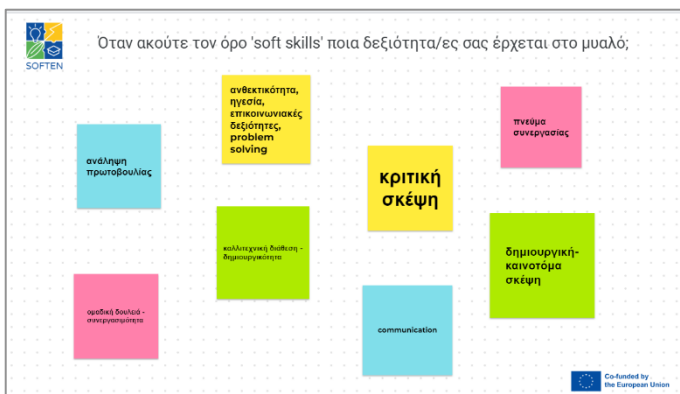 Όταν ακούτε τον όρο 'soft skills' ποια δεξιότητα/ες σας έρχεται στο μυαλό;
SOFTEN
ανθεκτικότητα,
ηγεσία,
επικοινωνιακές
δεξιότητες,
problem
solving
πνεύμα
συνεργασίας
ανάληψη
πρωτοβουλίας
κριτική
σκέψη
καλλιτεχνική διάθεση -
δημιουργικότητα
δημιουργική-
καινοτόμα
σκέψη
ομαδική δουλειά -
συνεργασιμότητα
communication
Co-funded by
the European Union